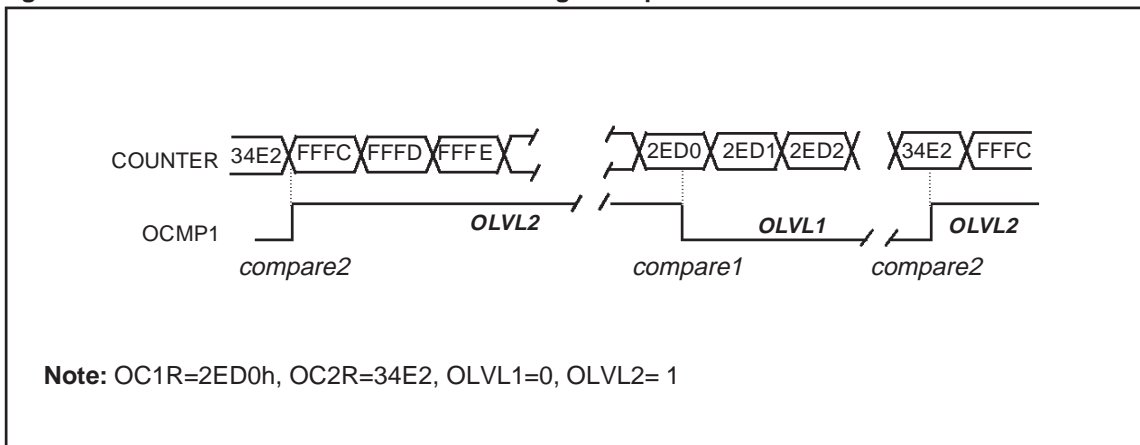 COUNTER 34E2 FFFC FFFD FFFE 2ED0 2ED1 2ED2 34E2 FFFC
OCMP1 OLVL2 OLVL1 OLVL2
compare2 compare1 compare2
Note: OC1R=2ED0h, OC2R=34E2, OLVL1=0, OLVL2= 1